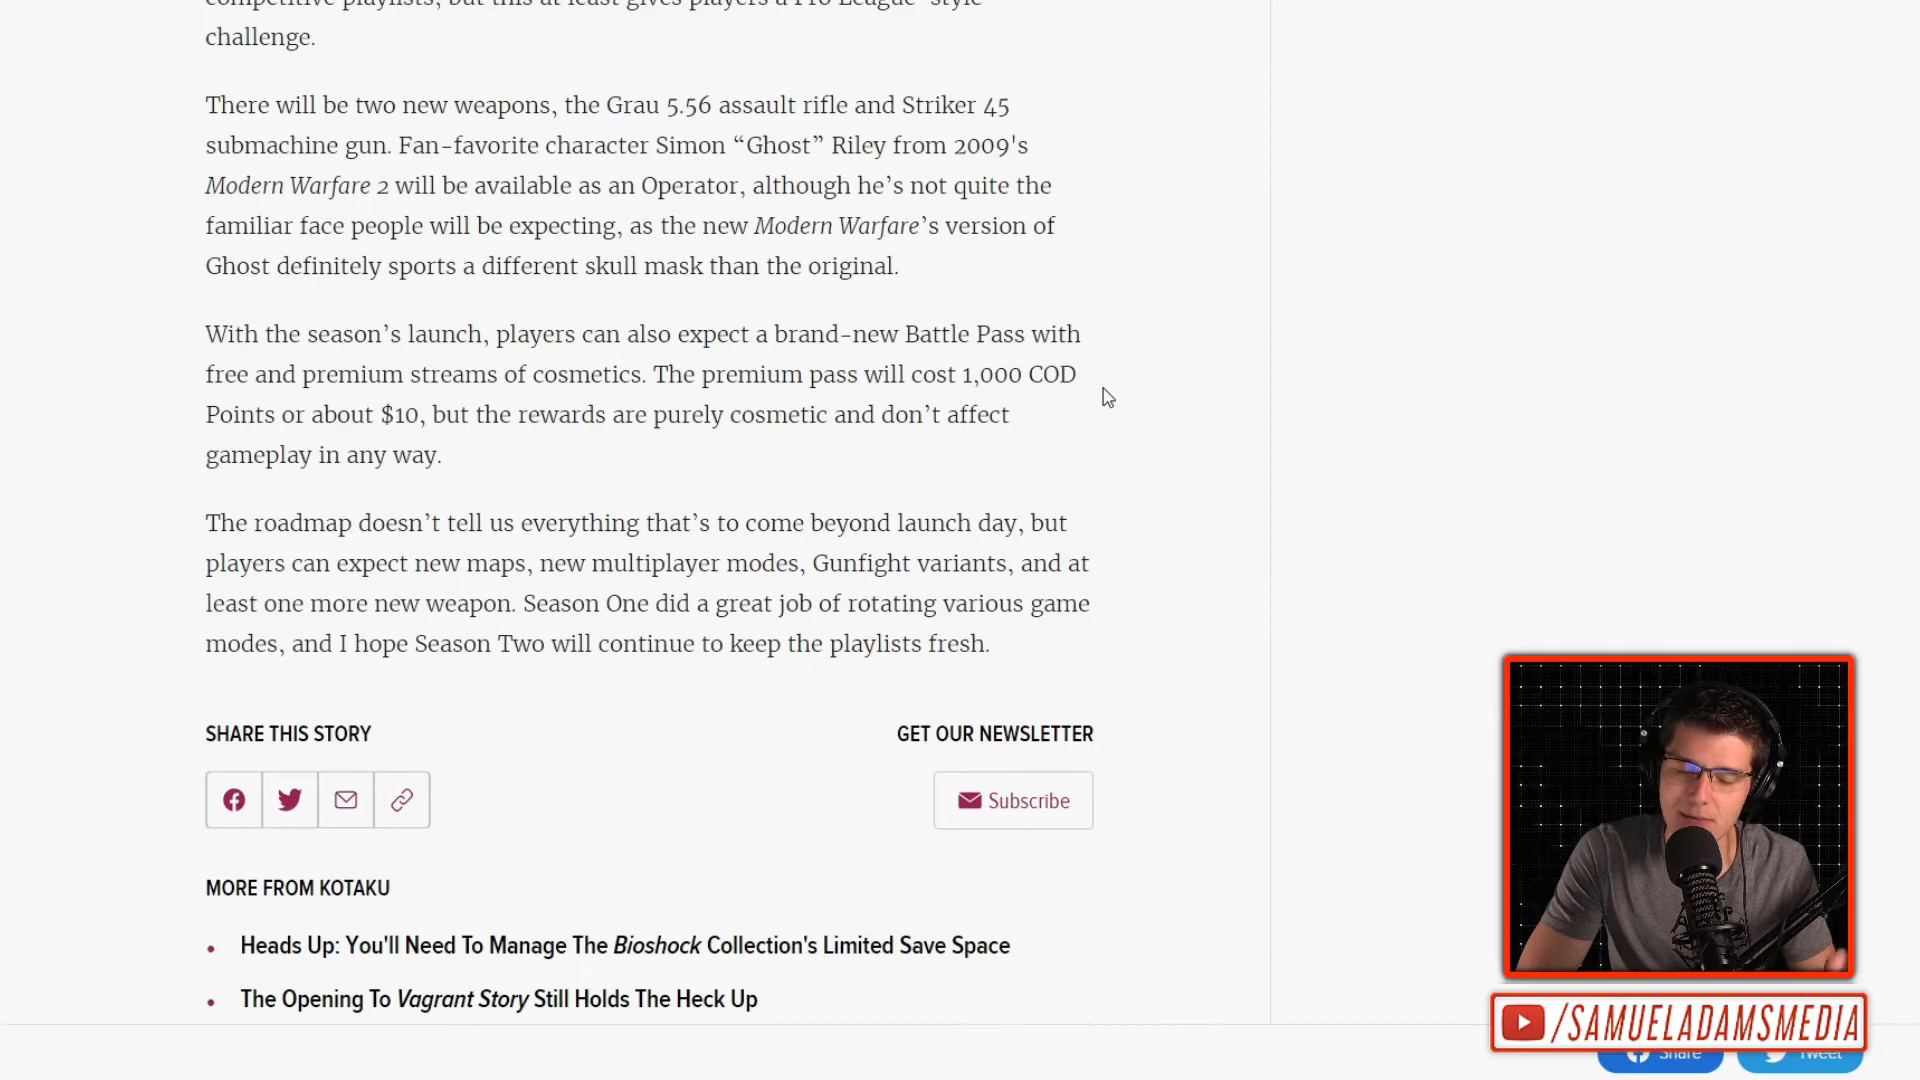 competitive playlists, but this at least gives players a Pro League-style
challenge.
There will be two new weapons, the Grau 5.56 assault rifle and Striker 45
submachine gun. Fan-favorite character Simon “Ghost” Riley from 2009's
Modern Warfare 2 will be available as an Operator, although he’s not quite the
familiar face people will be expecting, as the new Modern Warfare’s version of
Ghost definitely sports a different skull mask than the original.
With the season’s launch, players can also expect a brand-new Battle Pass with
free and premium streams of cosmetics. The premium pass will cost 1,000 COD
Points or about $10, but the rewards are purely cosmetic and don’t affect
gameplay in any way.
The roadmap doesn’t tell us everything that’s to come beyond launch day, but
players can expect new maps, new multiplayer modes, Gunfight variants, and at
least one more new weapon. Season One did a great job of rotating various game
modes, and I hope Season Two will continue to keep the playlists fresh.
SHARE THIS STORY
GET OUR NEWSLETTER
Subscribe
MORE FROM KOTAKU
Heads Up: You'll Need To Manage The Bioshock Collection's Limited Save Space
The Opening To Vagrant Story Still Holds The Heck Up
/SAMUELADAMSMEDIA
Share
Tweet